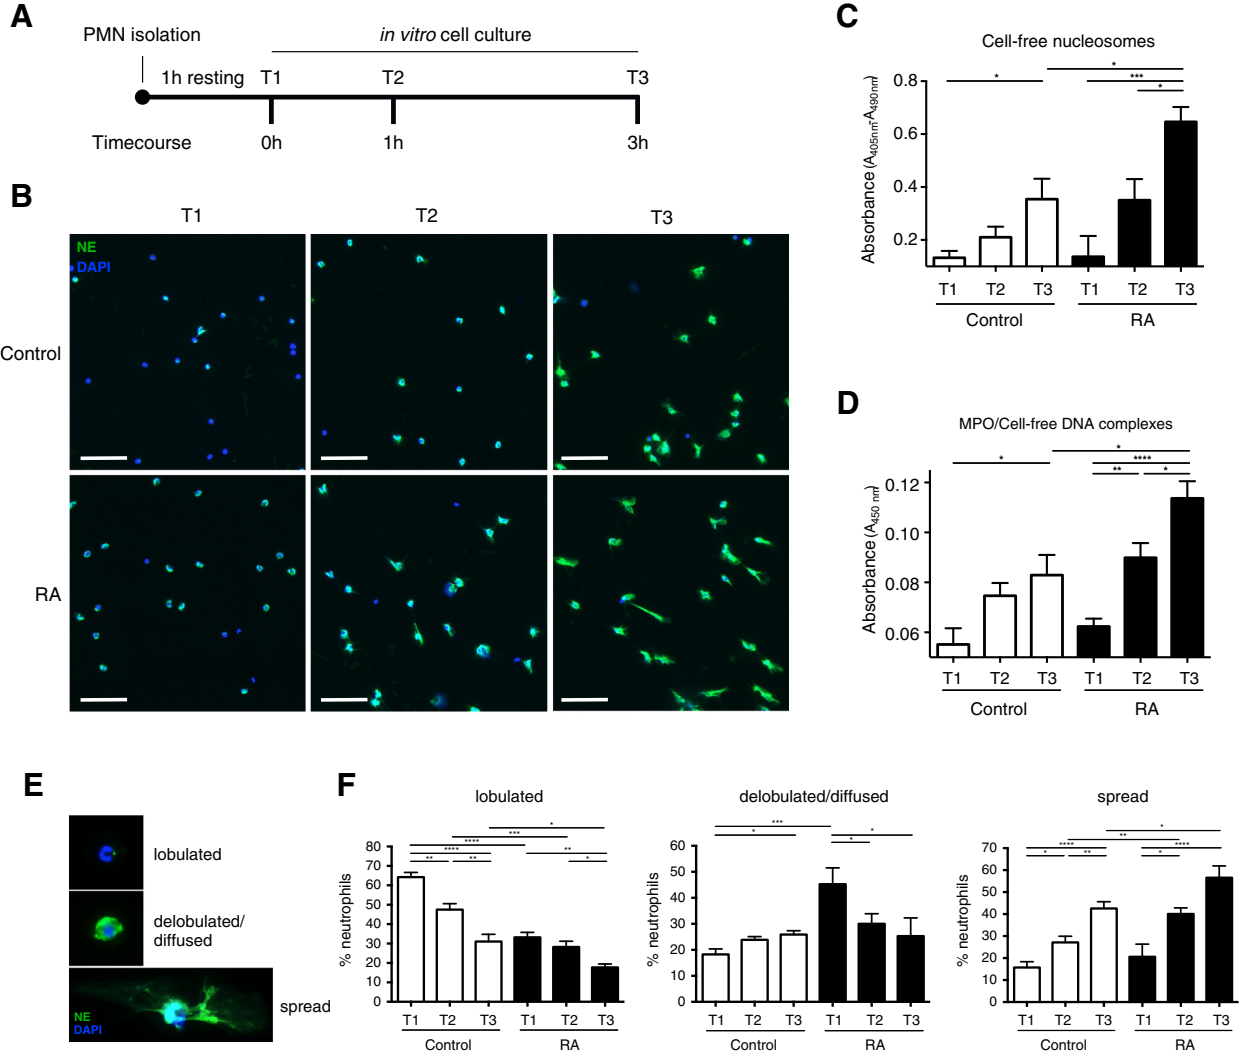 A
PMN isolation
in vitro cell culture
1h resting T1 T2 T3
Timecourse 0h 1h 3h
B
T1 T2 T3
NE
DAPI
Control
RA
C
Cell-free nucleosomes
* * *** *
Absorbance (A405nm-A490nm)
0.8
0.6
0.4
0.2
T1 T2 T3 T1 T2 T3
Control RA
D
MPO/Cell-free DNA complexes
* * **** ** *
Absorbance (A450 nm)
0.12
0.10
0.08
0.06
T1 T2 T3 T1 T2 T3
Control RA
E
lobulated
delobulated/
diffused
spread
NE
DAPI
F
lobulated
* *** **** **** ** ** ** *
% neutrophils
80
70
60
50
40
30
20
10
0
T1 T2 T3 T1 T2 T3
Control RA
delobulated/diffused
*** * * *
% neutrophils
60
50
40
30
20
10
0
T1 T2 T3 T1 T2 T3
Control RA
spread
* ** **** **** * ** *
% neutrophils
70
60
50
40
30
20
10
0
T1 T2 T3 T1 T2 T3
Control RA